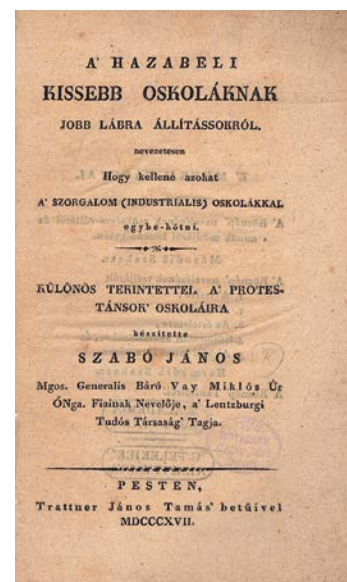 A' HAZABELI
KISSEBB OSKOLÁKNAK
JOBB LÁBRA ÁLLÍTÁSSOKRÓL.
nevezetesen
Hogy kellene azokat
A' SZORGALOM (INDUSTRIALIS) OSKOLÁKKAL
egybe-kötni.
KÜLÖNÖS TEKINTETTEL A' PROTES-
TÁNSOK' OSKOLÁIRA
készítette
SZABÓ JÁNOS
Mgos. Generalis Báró Vay Miklós Úr
ÓNga. Fiainak Nevelője, a' Lentzburgi
Tudós Társaság' Tagja.
PESTEN,
Trattner János Tamás' betűivel
MDCCCXVII.